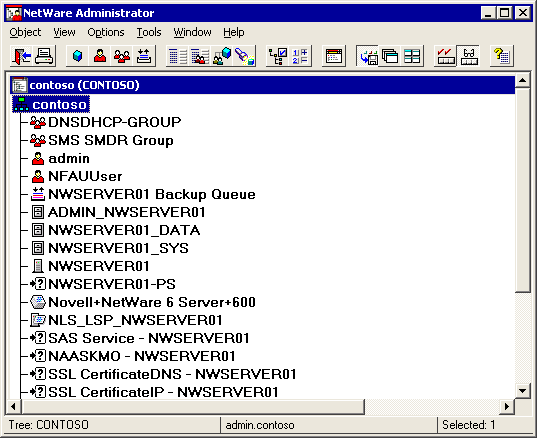 NetWare Administrator
Object View Options Tools Window Help
contoso (CONTOSO)
contoso
DNSDHCP-GROUP
SMS SMDR Group
admin
NFAUUser
NWSERVER01 Backup Queue
ADMIN_NWSERVER01
NWSERVER01_DATA
NWSERVER01_SYS
NWSERVER01
NWSERVER01-PS
Novell+NetWare 6 Server+600
NLS_LSP_NWSERVER01
SAS Service - NWSERVER01
NAASKMO - NWSERVER01
SSL CertificateDNS - NWSERVER01
SSL CertificateIP - NWSERVER01
Tree: CONTOSO admin.contoso Selected: 1